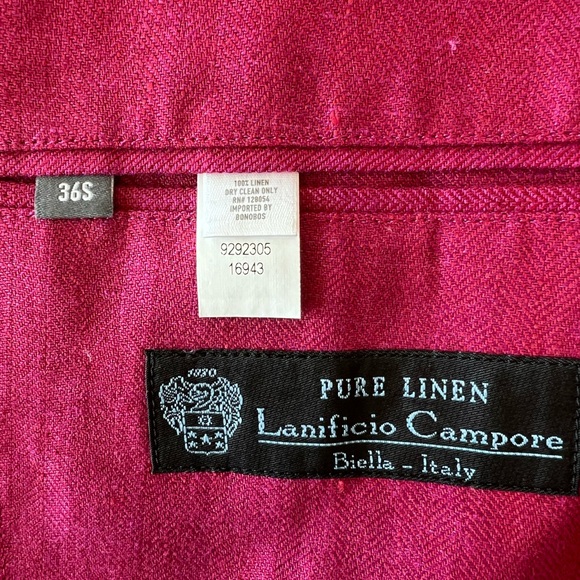 36S
100% LINEN
DRY CLEAN ONLY
RN# 128054
IMPORTED BY
BONOBOS
9292305
16943
1830
PURE LINEN
Lanificio Campore
Biella - Italy